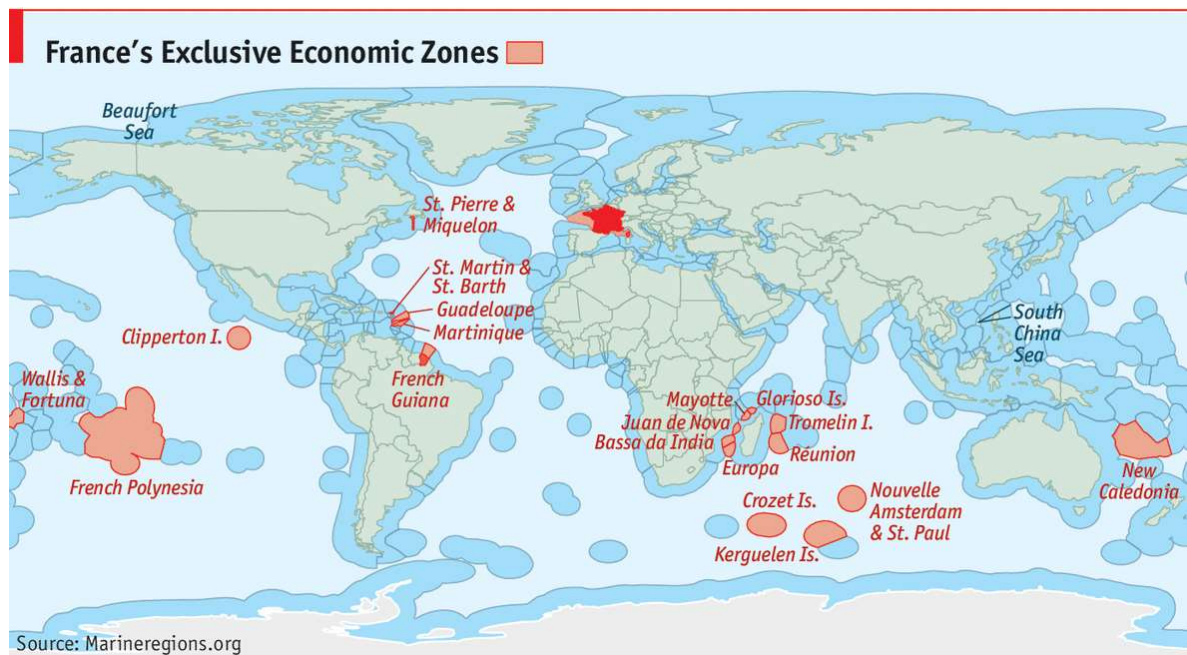 France's Exclusive Economic Zones
Beaufort
Sea
St. Pierre &
Miquelon
St. Martin &
St. Barth
Guadeloupe
Martinique
Clipperton I.
French
Guiana
Wallis &
Fortuna
French Polynesia
South
China
Sea
Mayotte
Glorioso Is.
Juan de Nova
Tromelin I.
Bassa da India
Réunion
Europa
New
Caledonia
Crozet Is.
Nouvelle
Amsterdam
& St. Paul
Kerguelen Is.
Source: Marineregions.org